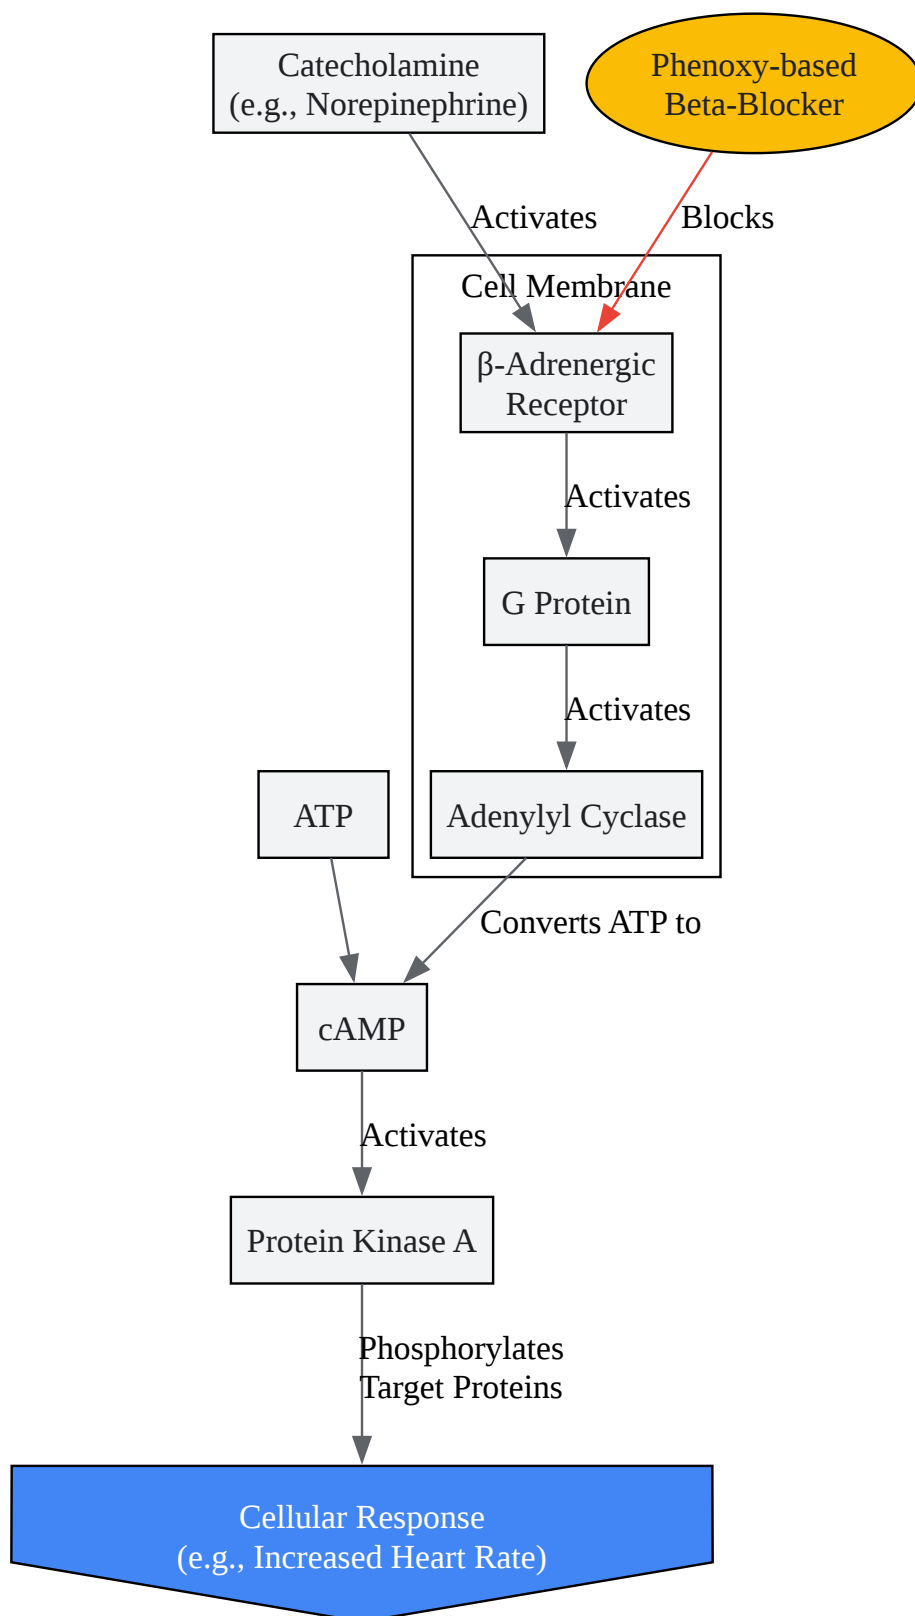 Catecholamine
(e.g., Norepinephrine)
Phenoxy-based
Beta-Blocker
Activates
Blocks
Cell Membrane
β-Adrenergic
Receptor
Activates
G Protein
Activates
ATP
Adenylyl Cyclase
Converts ATP to
cAMP
Activates
Protein Kinase A
Phosphorylates
Target Proteins
Cellular Response
(e.g., Increased Heart Rate)